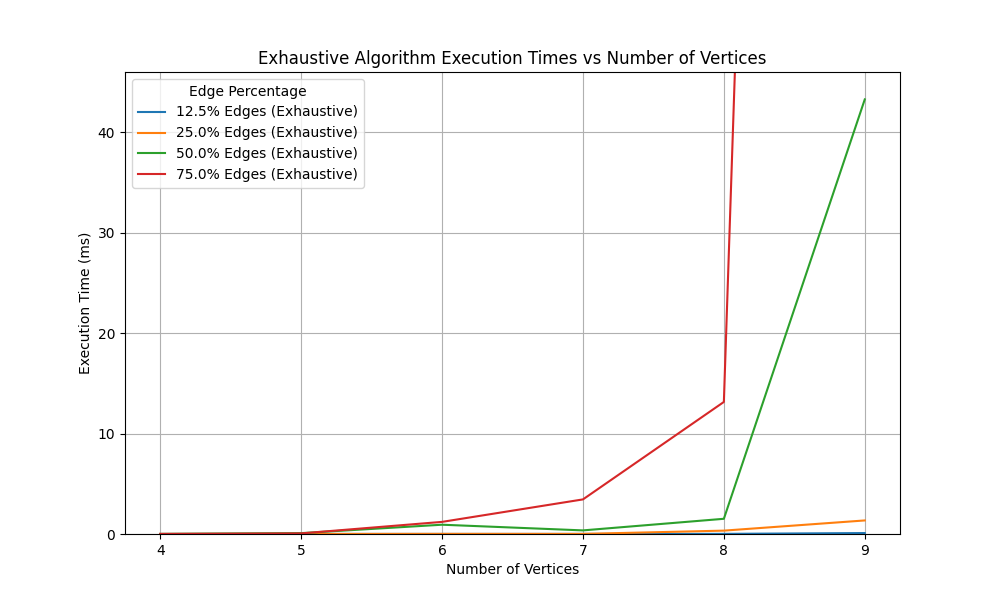 Exhaustive Algorithm Execution Times vs Number of Vertices
Edge Percentage
12.5% Edges (Exhaustive)
25.0% Edges (Exhaustive)
50.0% Edges (Exhaustive)
75.0% Edges (Exhaustive)
Execution Time (ms)
40
30
20
10
0
4 5 6 7 8 9
Number of Vertices